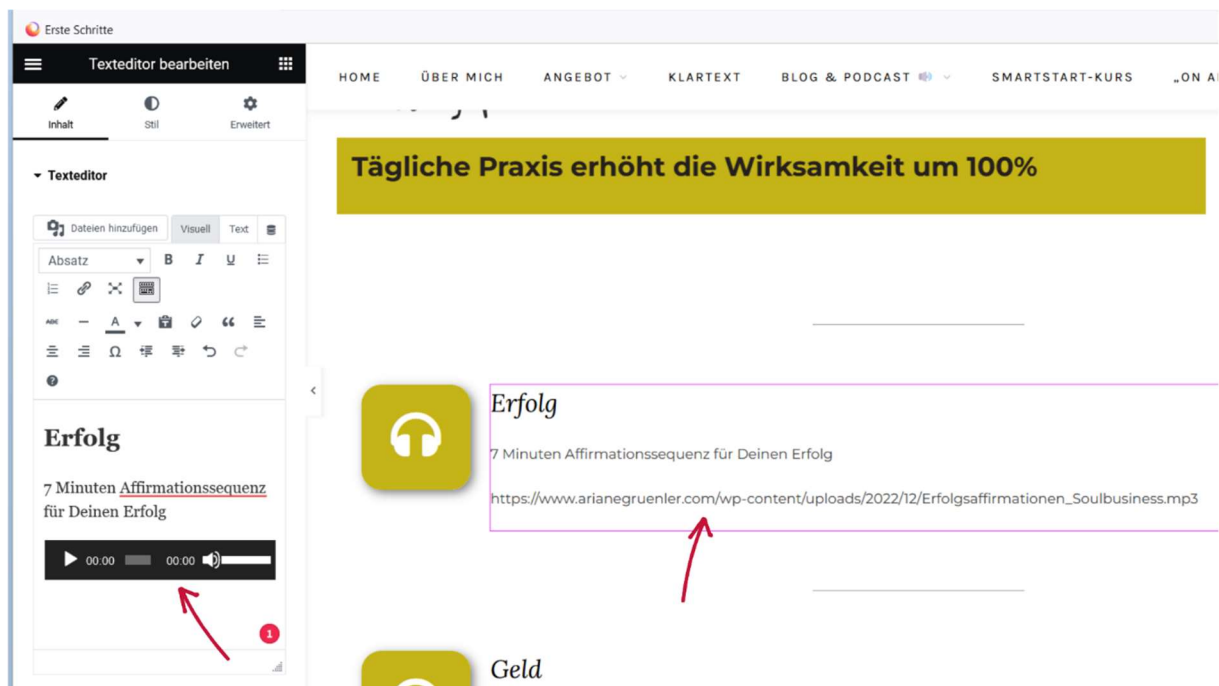 Erste Schritte
Texteditor bearbeiten
HOME ÜBER MICH ANGEBOT KLARTEXT BLOG & PODCAST SMARTSTART-KURS
Inhalt Stil Erweitert
Texteditor
Tägliche Praxis erhöht die Wirksamkeit um 100%
Dateien hinzufügen Visuell Text
Absatz B I U
ABC A
Ω
Erfolg
7 Minuten Affirmationssequenz
für Deinen Erfolg
00:00 00:00
1
Erfolg
7 Minuten Affirmationssequenz für Deinen Erfolg
https://www.arianegruenler.com/wp-content/uploads/2022/12/Erfolgsaffirmationen_Soulbusiness.mp3
Geld